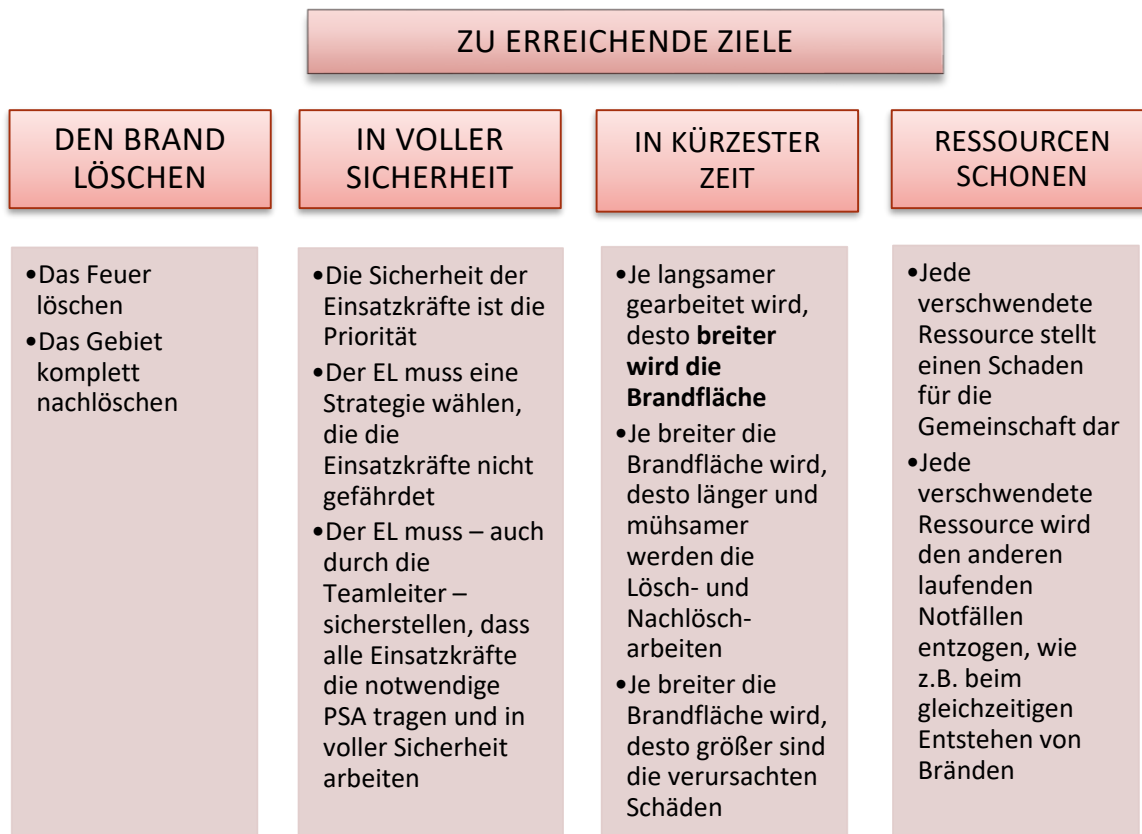 ZU ERREICHENDE ZIELE
DEN BRAND
LÖSCHEN
•Das Feuer
löschen
•Das Gebiet
komplett
nachlöschen
IN VOLLER
SICHERHEIT
•Die Sicherheit der
Einsatzkräfte ist die
Priorität
•Der EL muss eine
Strategie wählen,
die die
Einsatzkräfte nicht
gefährdet
•Der EL muss – auch
durch die
Teamleiter –
sicherstellen, dass
alle Einsatzkräfte
die notwendige
PSA tragen und in
voller Sicherheit
arbeiten
IN KÜRZESTER
ZEIT
•Je langsamer
gearbeitet wird,
desto breiter
wird die
Brandfläche
•Je breiter die
Brandfläche wird,
desto länger und
mühsamer
werden die
Lösch- und
Nachlösch-
arbeiten
•Je breiter die
Brandfläche wird,
desto größer sind
die verursachten
Schäden
RESSOURCEN
SCHONEN
•Jede
verschwendete
Ressource stellt
einen Schaden
für die
Gemeinschaft dar
•Jede
verschwendete
Ressource wird
den anderen
laufenden
Notfällen
entzogen, wie
z.B. beim
gleichzeitigen
Entstehen von
Bränden